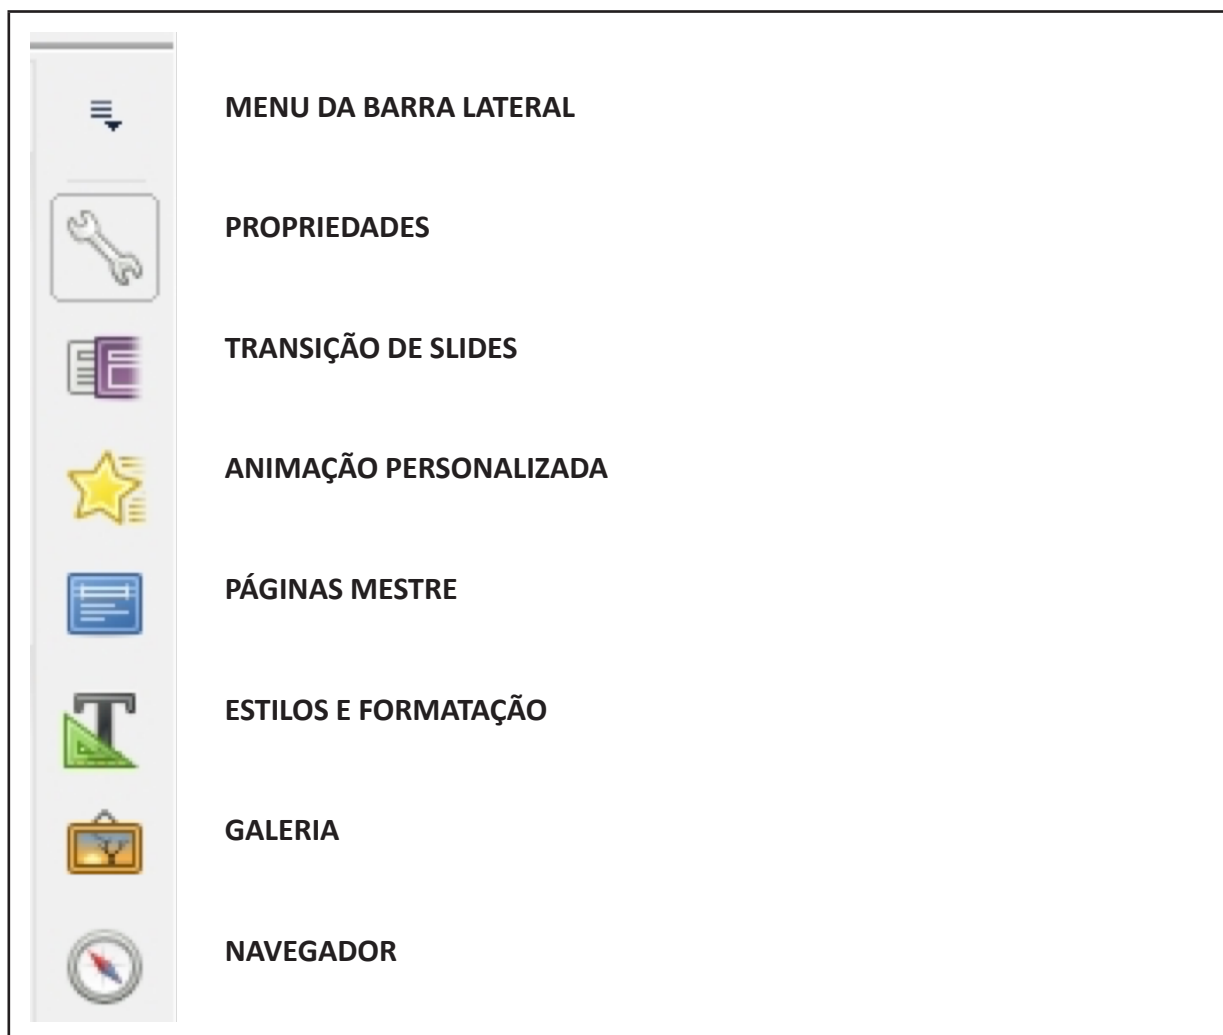 MENU DA BARRA LATERAL
PROPRIEDADES
TRANSIÇÃO DE SLIDES
ANIMAÇÃO PERSONALIZADA
PÁGINAS MESTRE
ESTILOS E FORMATAÇÃO
GALERIA
NAVEGADOR